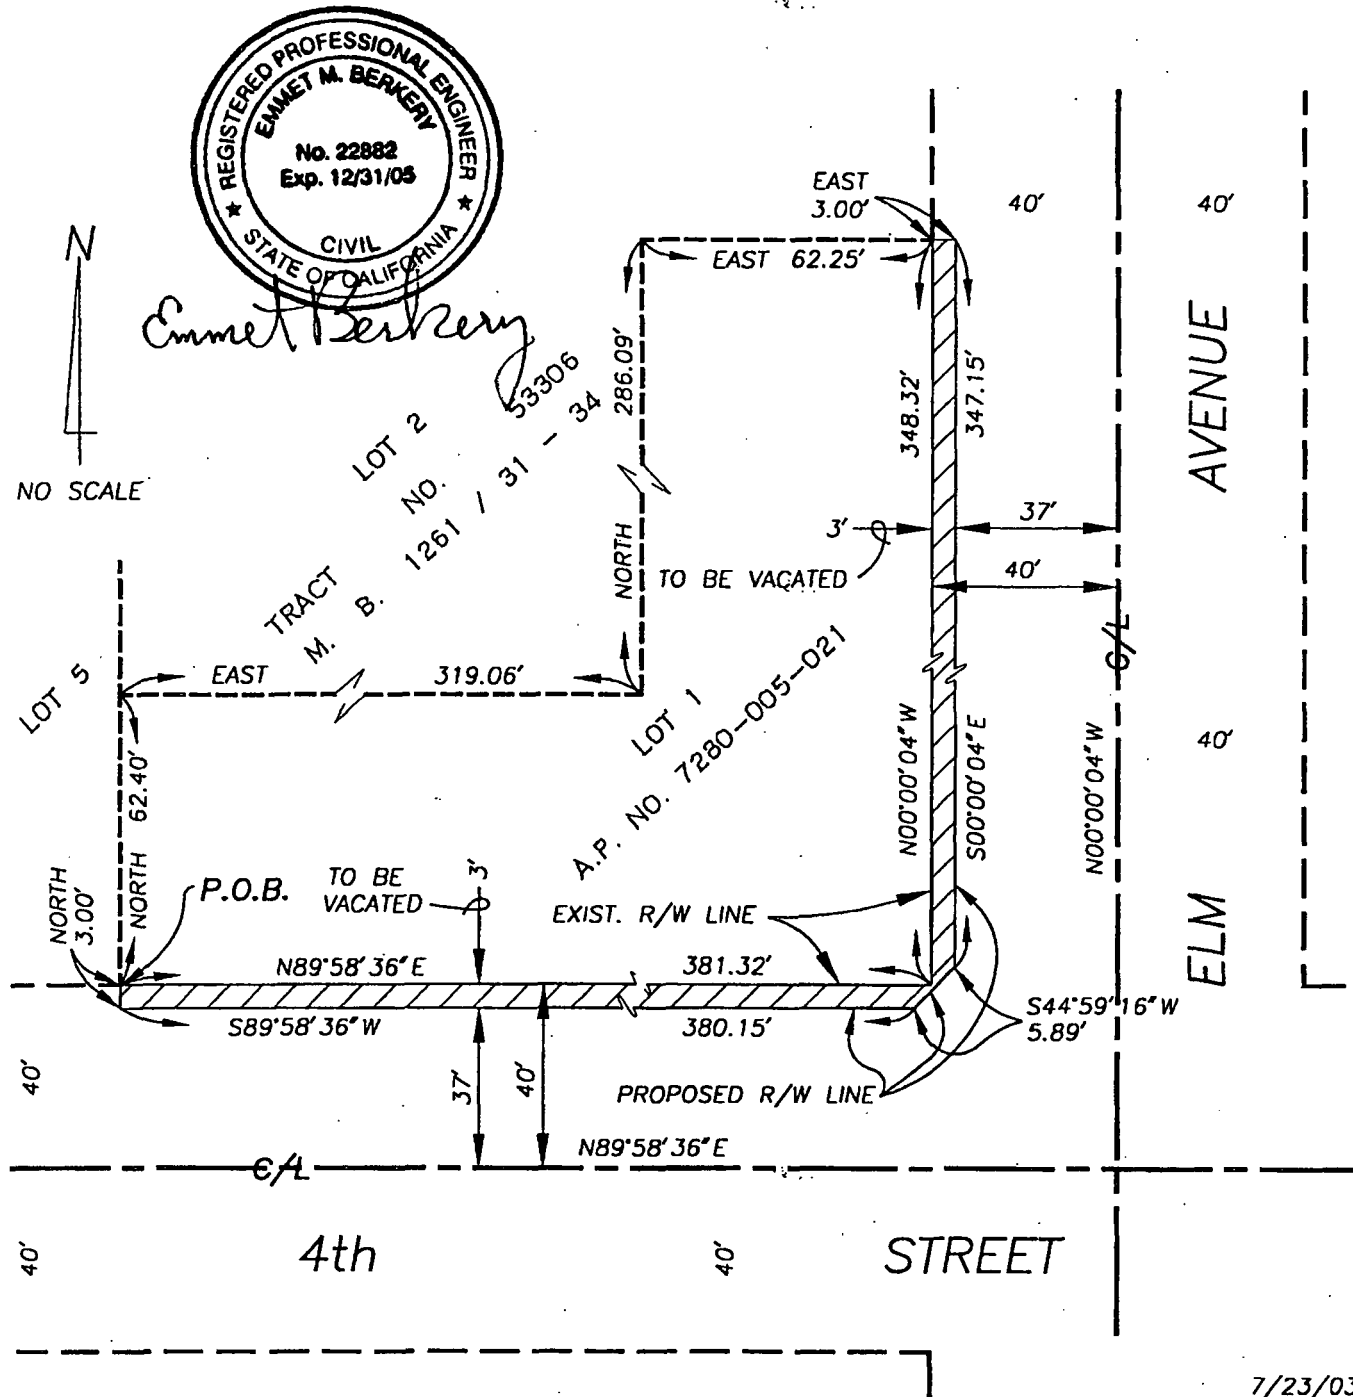 REGISTERED PROFESSIONAL ENGINEER
EMMET M. BERKERY
No. 22882
Exp. 12/31/05
CIVIL
STATE OF CALIFORNIA
Emmet Berkery
N
NO SCALE
EAST
3.00'
40'
40'
EAST 62.25'
286.09'
NORTH
348.32'
347.15'
AVENUE
ELM
LOT 2
TRACT NO. 53306
M. B. 1261 / 31 - 34
3'
37'
TO BE VACATED
40'
C/L
LOT 5
EAST 319.06'
LOT 1
A.P. NO. 7280-005-021
N00°00'04"W
S00°00'04"E
N00°00'04"W
40'
NORTH 62.40'
NORTH
3.00'
P.O.B.
TO BE
VACATED
3'
EXIST. R/W LINE
N89°58'36"E
381.32'
S89°58'36"W
380.15'
S44°59'16"W
5.89'
40'
37'
40'
PROPOSED R/W LINE
N89°58'36"E
C/L
40'
4th
40'
STREET
7/23/03